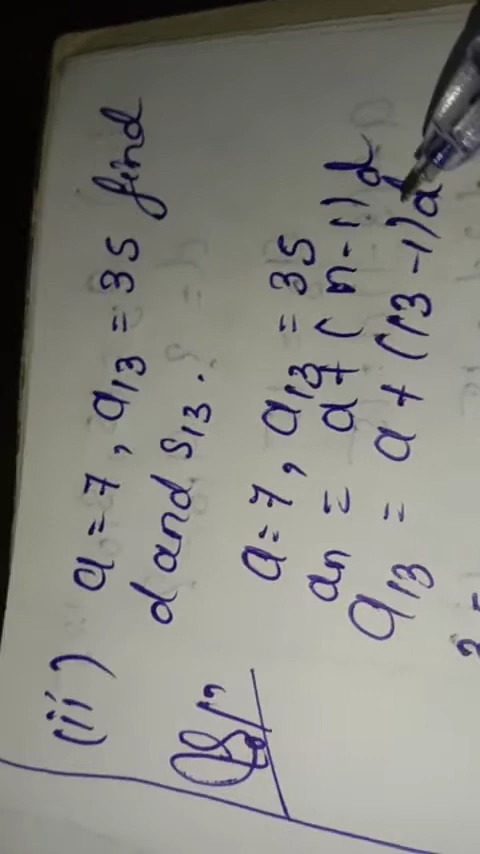 (ii) a = 7, a13 = 35 find
d and S13.
Sol?
a = 7, a13 = 35
an = a + (n-1)d
a13 = a + (13-1)d